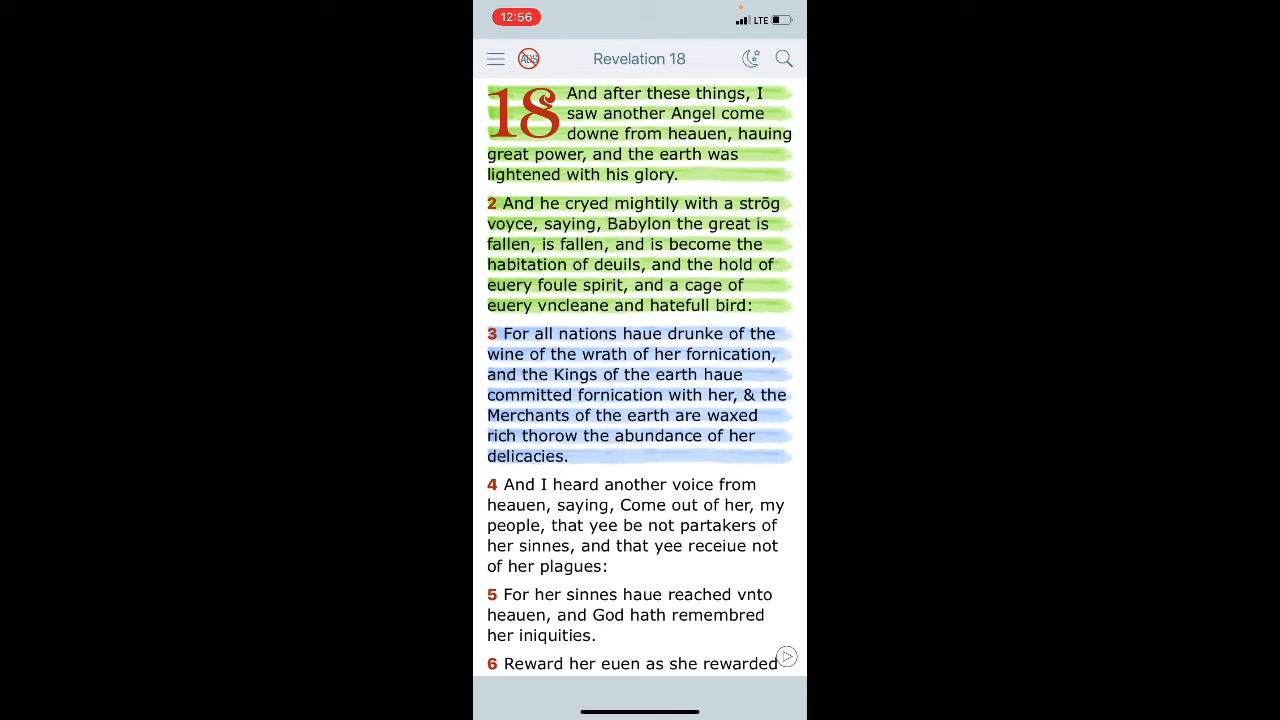 12:56
LTE
ADS
Revelation 18
18 And after these things, I
saw another Angel come
downe from heauen, hauing
great power, and the earth was
lightened with his glory.
2 And he cryed mightily with a strōg
voyce, saying, Babylon the great is
fallen, is fallen, and is become the
habitation of deuils, and the hold of
euery foule spirit, and a cage of
euery vncleane and hatefull bird:
3 For all nations haue drunke of the
wine of the wrath of her fornication,
and the Kings of the earth haue
committed fornication with her, & the
Merchants of the earth are waxed
rich thorow the abundance of her
delicacies.
4 And I heard another voice from
heauen, saying, Come out of her, my
people, that yee be not partakers of
her sinnes, and that yee receiue not
of her plagues:
5 For her sinnes haue reached vnto
heauen, and God hath remembred
her iniquities.
6 Reward her euen as she rewarded